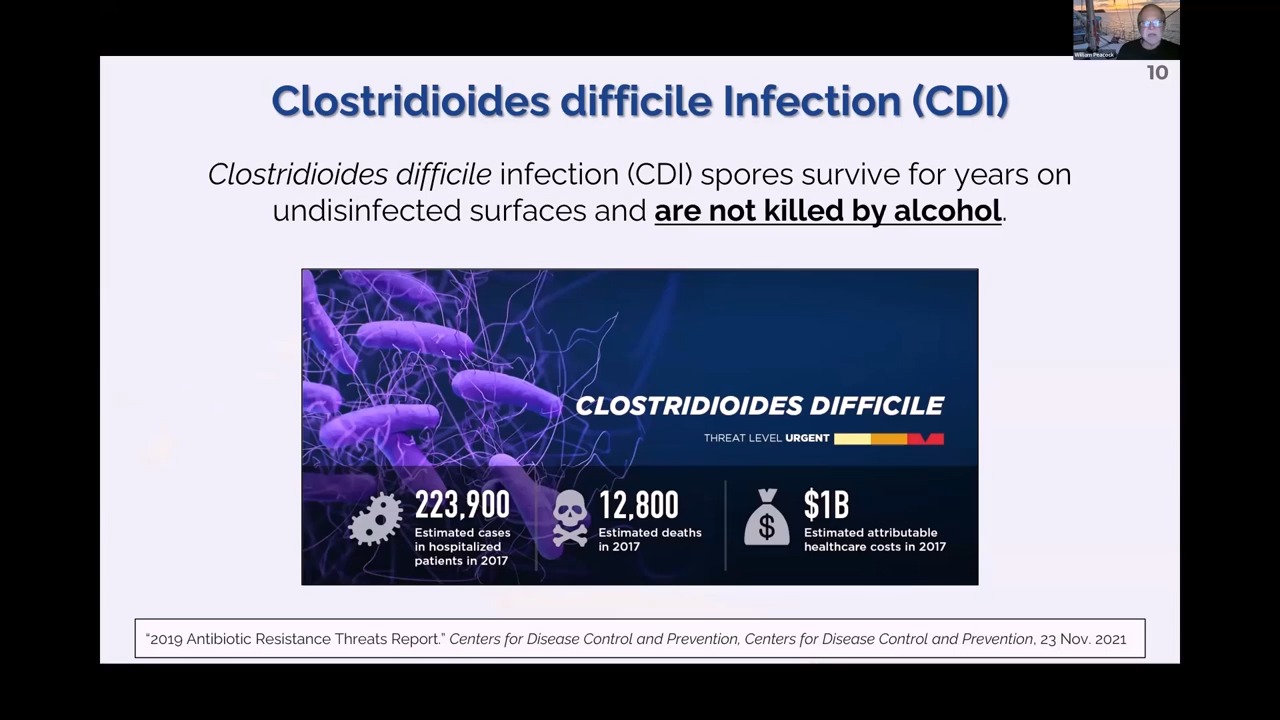 William Peacock
10
Clostridioides difficile Infection (CDI)
Clostridioides difficile infection (CDI) spores survive for years on
undisinfected surfaces and are not killed by alcohol.
CLOSTRIDIOIDES DIFFICILE
THREAT LEVEL URGENT
223,900
Estimated cases
in hospitalized
patients in 2017
12,800
Estimated deaths
in 2017
$1B
Estimated attributable
healthcare costs in 2017
“2019 Antibiotic Resistance Threats Report.” Centers for Disease Control and Prevention, Centers for Disease Control and Prevention, 23 Nov. 2021